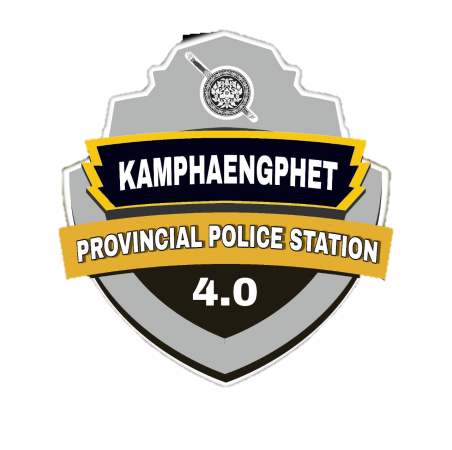 KAMPHAENGPHET
PROVINCIAL POLICE STATION
4.0